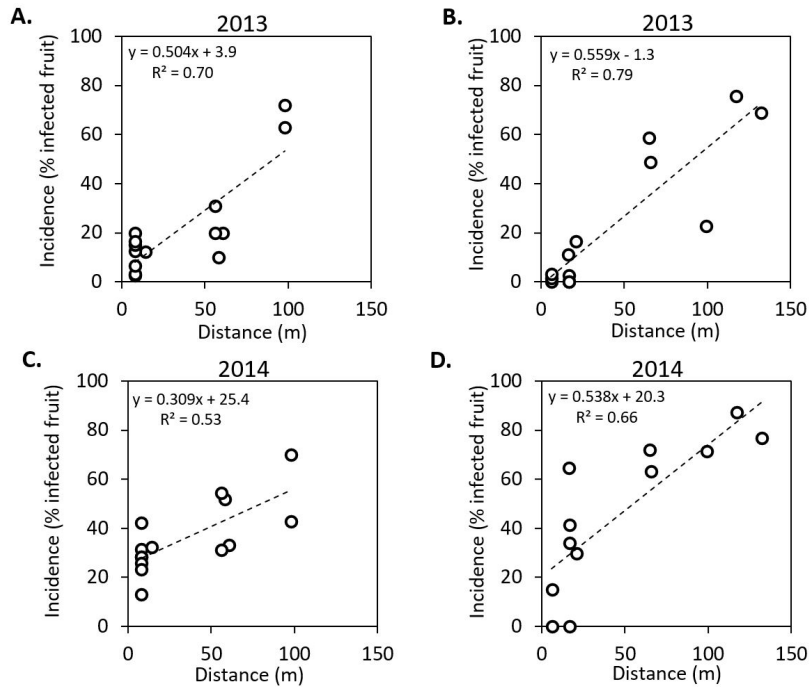 A.
2013
y = 0.504x + 3.9
R² = 0.70
Incidence (% infected fruit)
100
80
60
40
20
0
0 50 100 150
Distance (m)
B.
2013
y = 0.559x - 1.3
R² = 0.79
Incidence (% infected fruit)
100
80
60
40
20
0
0 50 100 150
Distance (m)
C.
2014
y = 0.309x + 25.4
R² = 0.53
Incidence (% infected fruit)
100
80
60
40
20
0
0 50 100 150
Distance (m)
D.
2014
y = 0.538x + 20.3
R² = 0.66
Incidence (% infected fruit)
100
80
60
40
20
0
0 50 100 150
Distance (m)